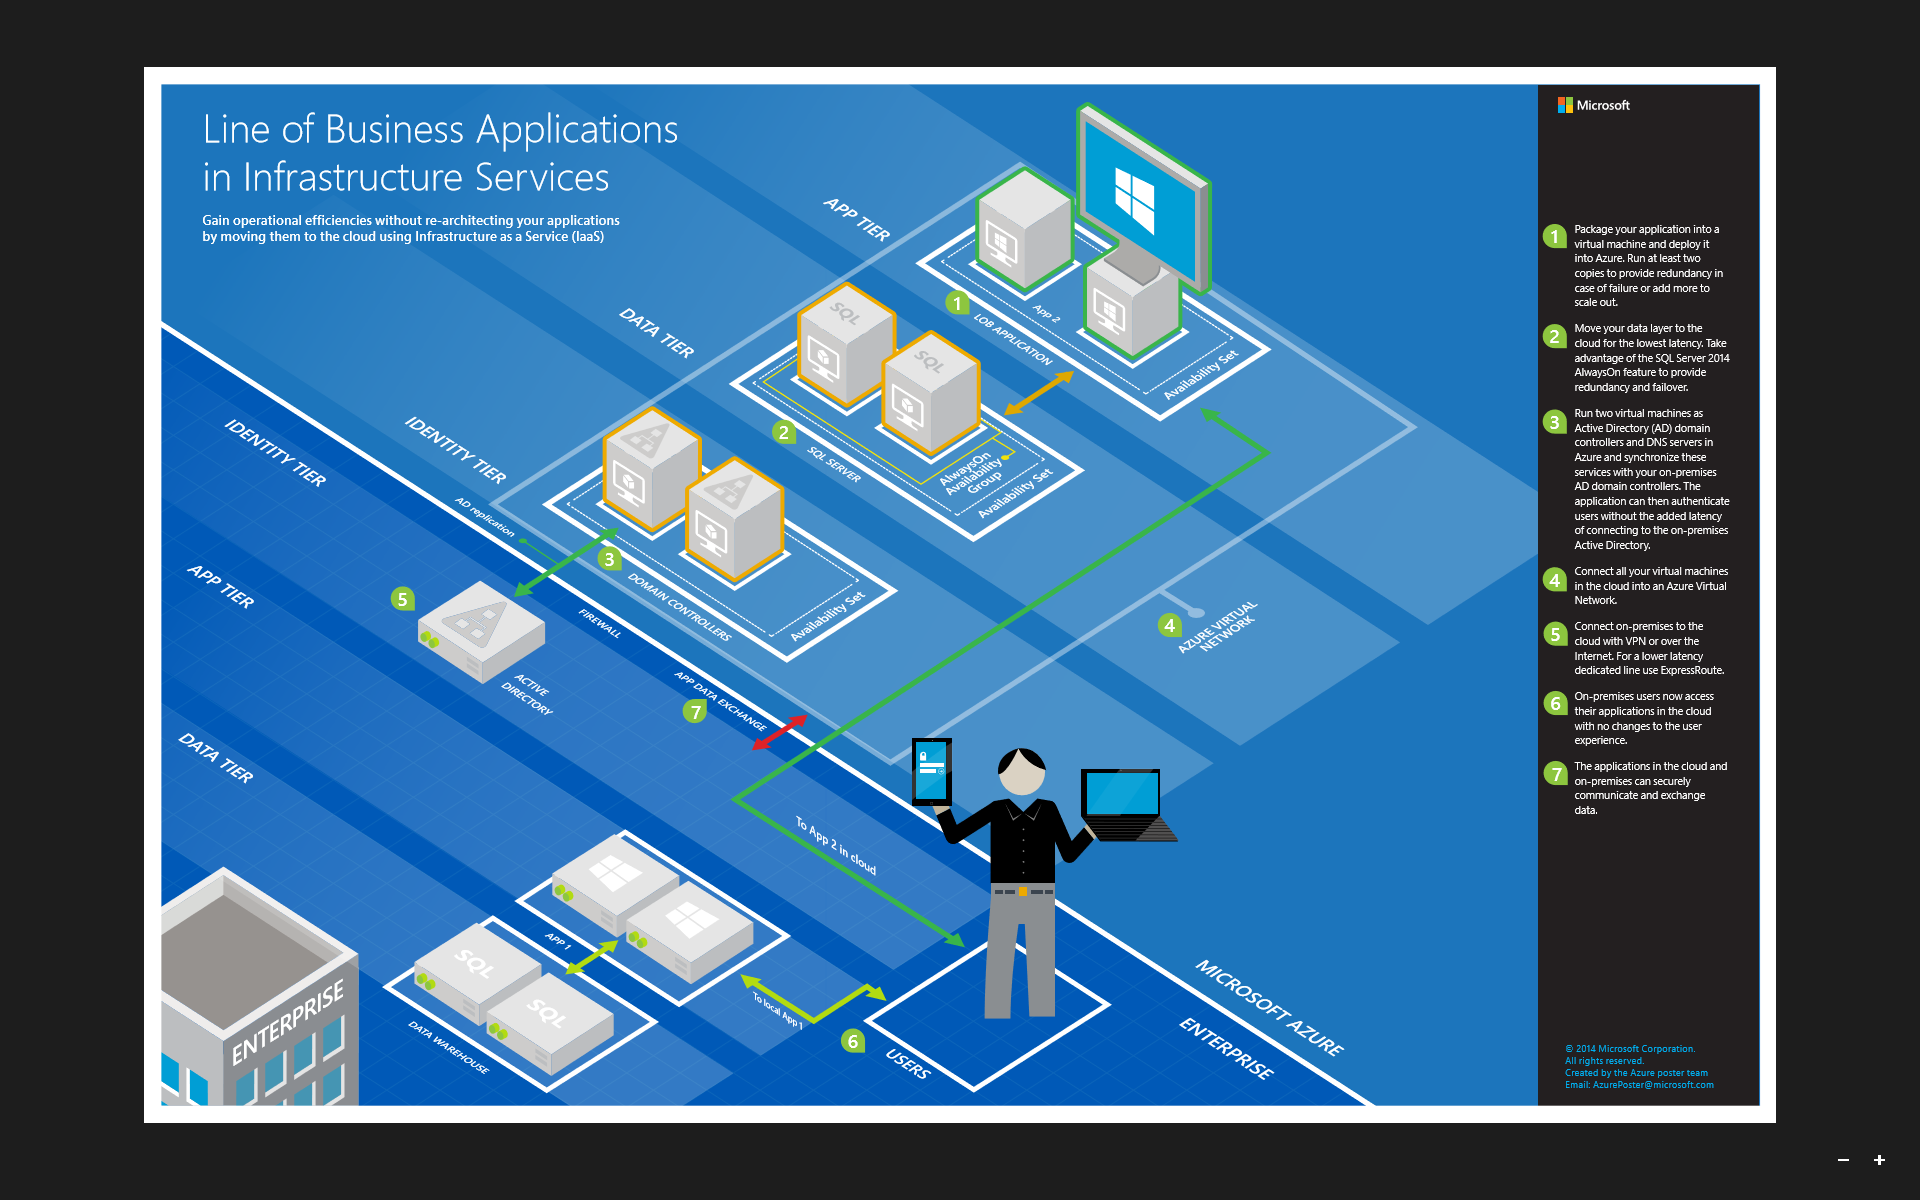 Line of Business Applications
in Infrastructure Services
Gain operational efficiencies without re-architecting your applications
by moving them to the cloud using Infrastructure as a Service (IaaS)
APP TIER
DATA TIER
IDENTITY TIER
IDENTITY TIER
APP TIER
DATA TIER
1
LOB APPLICATION
App 2
Availability Set
SQL
SQL
2
SQL SERVER
AlwaysOn
Availability
Group
Availability Set
AD replication
3
DOMAIN CONTROLLERS
Availability Set
FIREWALL
5
ACTIVE
DIRECTORY
4
AZURE VIRTUAL
NETWORK
7
APP DATA EXCHANGE
To App 2 in cloud
APP 1
SQL
SQL
DATA WAREHOUSE
To local App 1
6
USERS
ENTERPRISE
MICROSOFT AZURE
ENTERPRISE
Microsoft
1
Package your application into a
virtual machine and deploy it
into Azure. Run at least two
copies to provide redundancy in
case of failure or add more to
scale out.
2
Move your data layer to the
cloud for the lowest latency. Take
advantage of the SQL Server 2014
AlwaysOn feature to provide
redundancy and failover.
3
Run two virtual machines as
Active Directory (AD) domain
controllers and DNS servers in
Azure and synchronize these
services with your on-premises
AD domain controllers. The
application can then authenticate
users without the added latency
of connecting to the on-premises
Active Directory.
4
Connect all your virtual machines
in the cloud into an Azure Virtual
Network.
5
Connect on-premises to the
cloud with VPN or over the
Internet. For a lower latency
dedicated line use ExpressRoute.
6
On-premises users now access
their applications in the cloud
with no changes to the user
experience.
7
The applications in the cloud and
on-premises can securely
communicate and exchange
data.
© 2014 Microsoft Corporation.
All rights reserved.
Created by the Azure poster team
Email: AzurePoster@microsoft.com